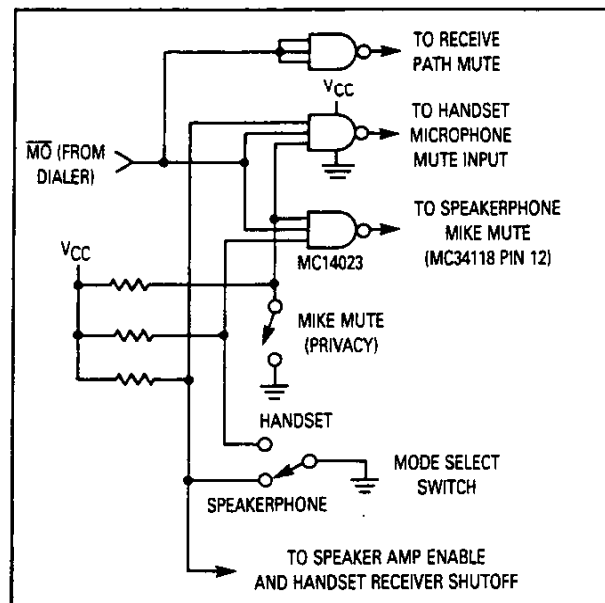 TO RECEIVE
PATH MUTE
VCC
TO HANDSET
MICROPHONE
MUTE INPUT
MO (FROM
DIALER)
TO SPEAKERPHONE
MIKE MUTE
(MC34118 PIN 12)
MC14023
VCC
MIKE MUTE
(PRIVACY)
HANDSET
MODE SELECT
SWITCH
SPEAKERPHONE
TO SPEAKER AMP ENABLE
AND HANDSET RECEIVER SHUTOFF